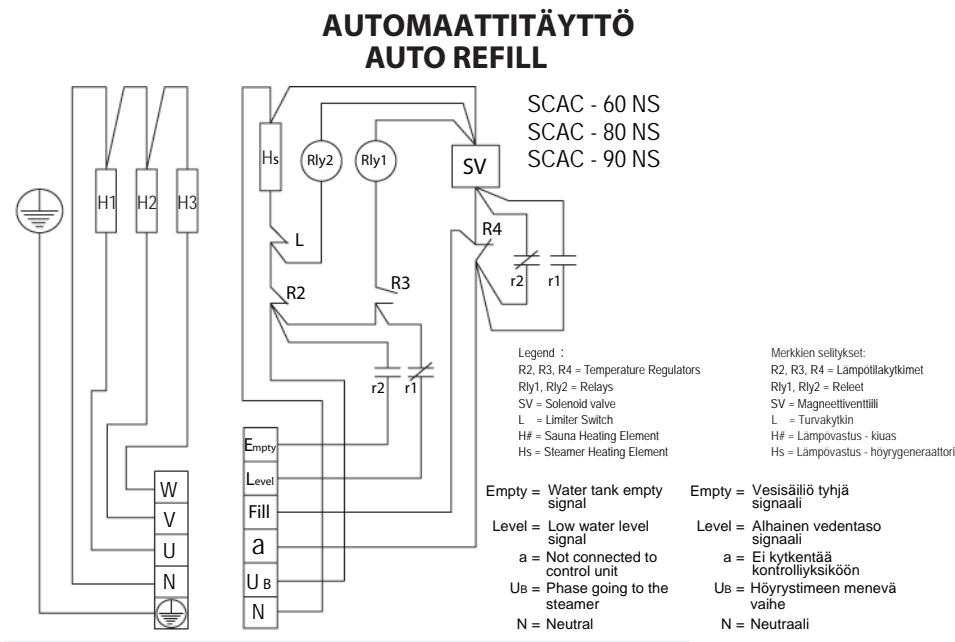 AUTOMAATTITÄYTTÖ
AUTO REFILL
SCAC - 60 NS
SCAC - 80 NS
SCAC - 90 NS
H1
H2
H3
Hs
Rly2
Rly1
SV
L
R4
R2
R3
r2
r1
r2
r1
W
V
U
N
Empty
Level
Fill
a
UB
N
Legend :
R2, R3, R4 = Temperature Regulators
Rly1, Rly2 = Relays
SV = Solenoid valve
L = Limiter Switch
H# = Sauna Heating Element
Hs = Steamer Heating Element
Merkkien selitykset:
R2, R3, R4 = Lämpötilakytkimet
Rly1, Rly2 = Releet
SV = Magneettiventtiili
L = Turvakytkin
H# = Lämpövastus - kiuas
Hs = Lämpövastus - höyrygeneraattori
Empty = Water tank empty
signal
Level = Low water level
signal
a = Not connected to
control unit
UB = Phase going to the
steamer
N = Neutral
Empty = Vesisäiliö tyhjä
signaali
Level = Alhainen vedentaso
signaali
a = Ei kytkentää
kontrolliyksiköön
UB = Höyrystimeen menevä
vaihe
N = Neutraali